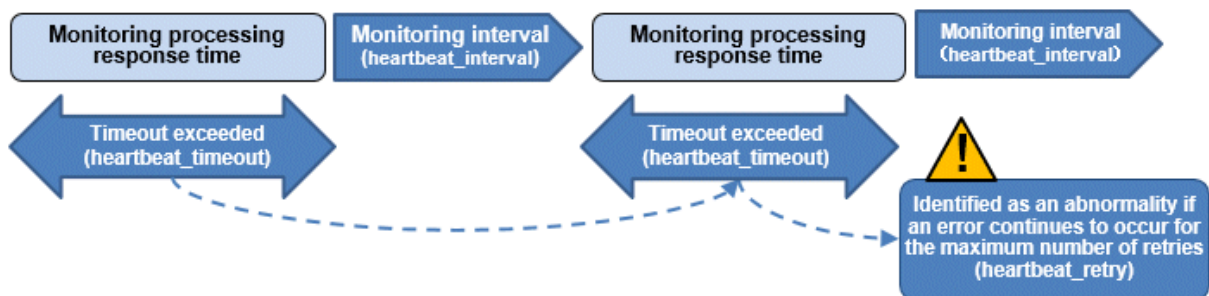 Monitoring processing
response time
Monitoring interval
(heartbeat_interval)
Monitoring processing
response time
Monitoring interval
(heartbeat_interval)
Timeout exceeded
(heartbeat_timeout)
Timeout exceeded
(heartbeat_timeout)
!
Identified as an abnormality if
an error continues to occur for
the maximum number of retries
(heartbeat_retry)